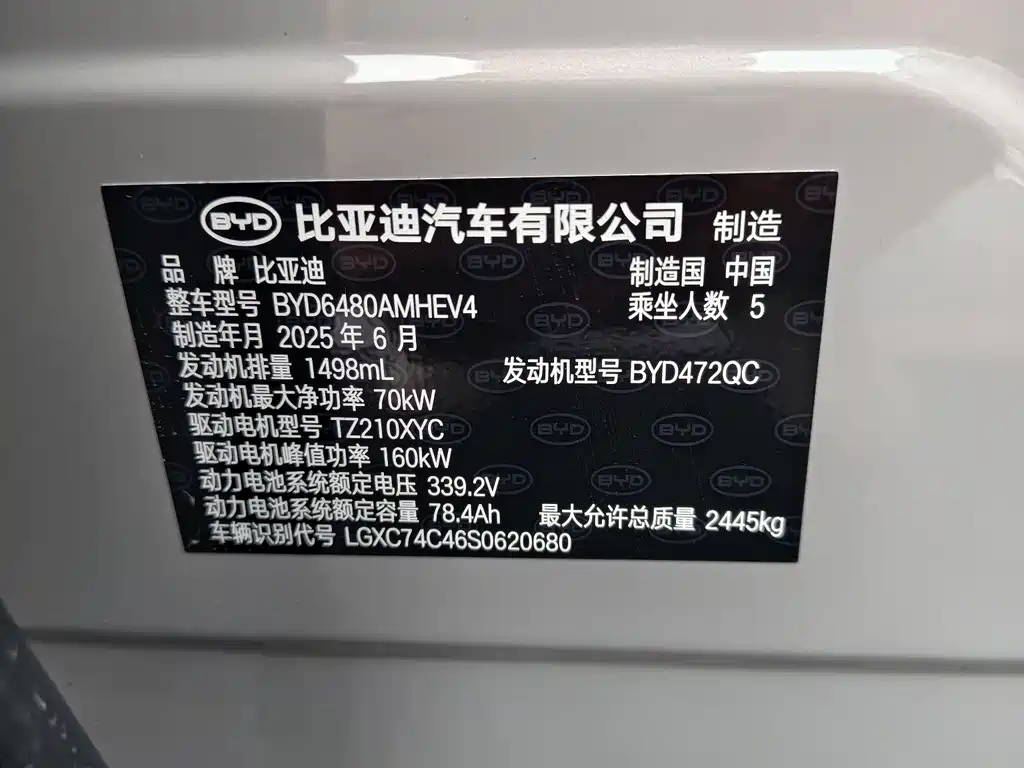 BYD 比亚迪汽车有限公司 制造
品 牌 比亚迪 制造国 中国
整车型号 BYD6480AMHEV4 乘坐人数 5
制造年月 2025 年 6 月
发动机排量 1498mL 发动机型号 BYD472QC
发动机最大净功率 70kW
驱动电机型号 TZ210XYC
驱动电机峰值功率 160kW
动力电池系统额定电压 339.2V
动力电池系统额定容量 78.4Ah 最大允许总质量 2445kg
车辆识别代号 LGXC74C46S0620680